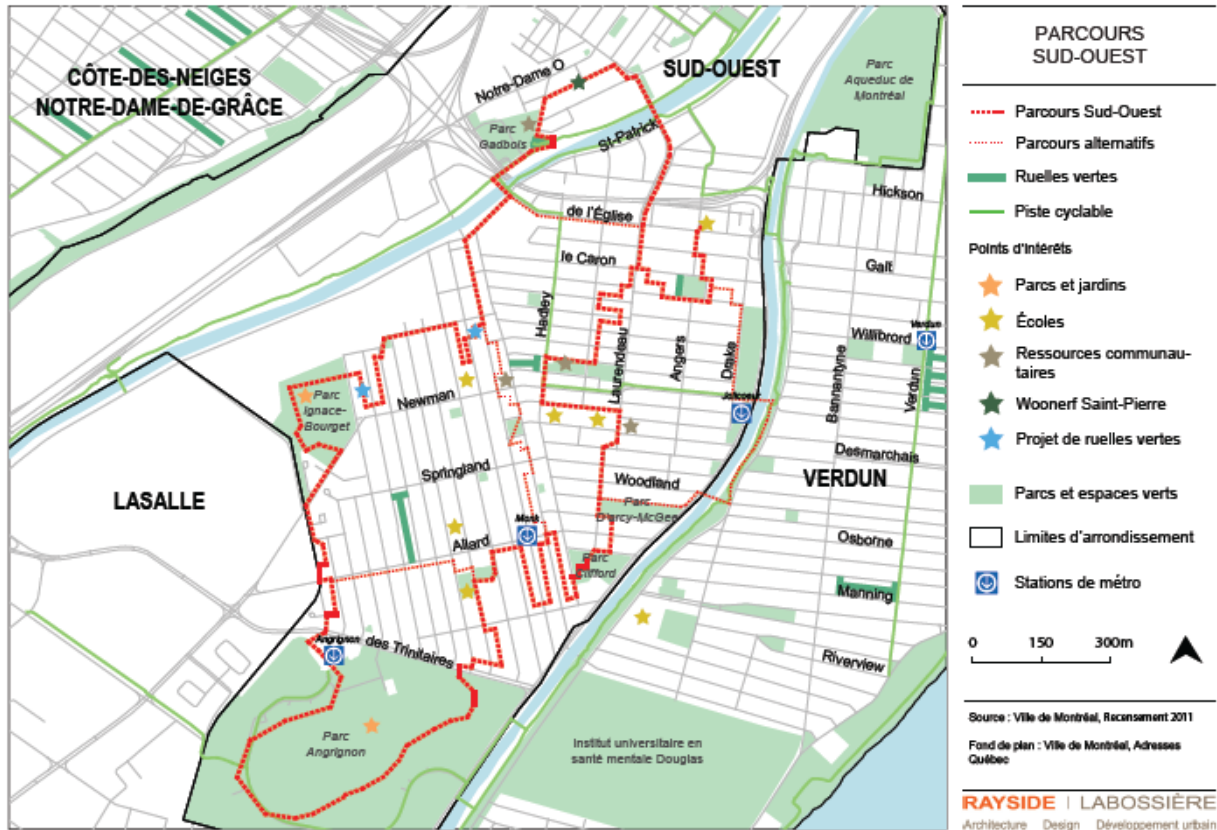 CÔTE-DES-NEIGES
NOTRE-DAME-DE-GRÂCE
SUD-OUEST
Notre-Dame O
Parc
Gadbois
St-Patrick
Parc
Aqueduc de
Montréal
Hickson
de l'Église
le Caron
Galt
Hadley
Laurendeau
Angers
Drake
Willibrord
Verdun
Bannantyne
Verdun
Parc
Ignace-
Bourget
Newman
Jolicoeur
Desmarchais
LASALLE
Springland
Woodland
VERDUN
Parc
D'arcy-McGee
Monk
Allard
Osborne
Parc
Clifford
Manning
Angrignon
des Trinitaires
Riverview
Parc
Angrignon
Institut universitaire en
santé mentale Douglas
PARCOURS
SUD-OUEST
Parcours Sud-Ouest
Parcours alternatifs
Ruelles vertes
Piste cyclable
Points d'intérêts
Parcs et jardins
Écoles
Ressources communau-
taires
Woonerf Saint-Pierre
Projet de ruelles vertes
Parcs et espaces verts
Limites d'arrondissement
Stations de métro
0 150 300m
Source : Ville de Montréal, Recensement 2011
Fond de plan : Ville de Montréal, Adresses
Québec
RAYSIDE | LABOSSIÈRE
Architecture Design Développement urbain